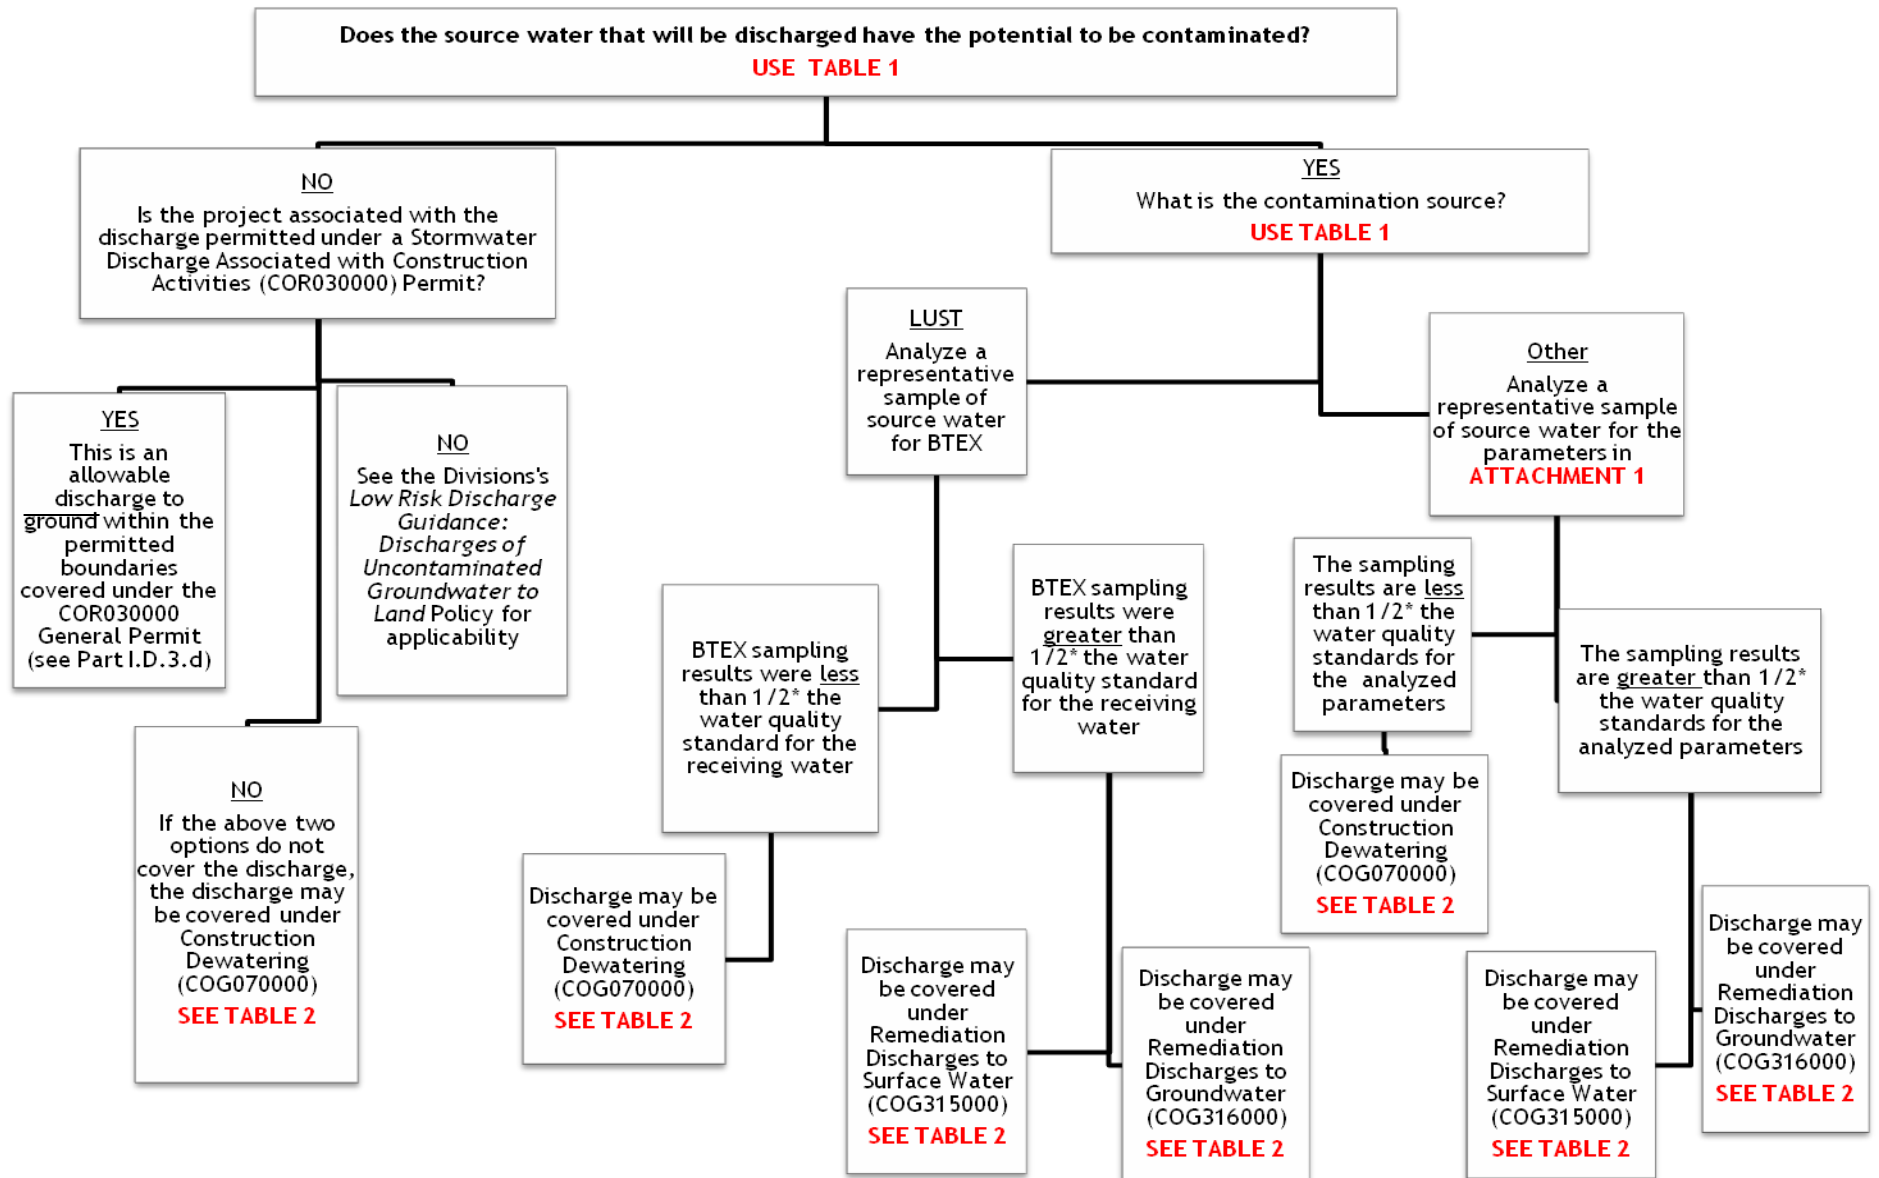 Does the source water that will be discharged have the potential to be contaminated?
USE TABLE 1
NO
Is the project associated with the
discharge permitted under a Stormwater
Discharge Associated with Construction
Activities (COR030000) Permit?
YES
What is the contamination source?
USE TABLE 1
LUST
Analyze a
representative
sample of
source water
for BTEX
Other
Analyze a
representative sample
of source water for the
parameters in
ATTACHMENT 1
YES
This is an
allowable
discharge to
ground within the
permitted
boundaries
covered under the
COR030000
General Permit
(see Part I.D.3.d)
NO
See the Divisions's
Low Risk Discharge
Guidance:
Discharges of
Uncontaminated
Groundwater to
Land Policy for
applicability
NO
If the above two
options do not
cover the discharge,
the discharge may
be covered under
Construction
Dewatering
(COG070000)
SEE TABLE 2
BTEX sampling
results were less
than 1/2* the
water quality
standard for the
receiving water
BTEX sampling
results were
greater than
1/2* the water
quality standard
for the receiving
water
The sampling
results are less
than 1/2* the
water quality
standards for
the analyzed
parameters
The sampling results
are greater than 1/2*
the water quality
standards for the
analyzed parameters
Discharge may be
covered under
Construction
Dewatering
(COG070000)
SEE TABLE 2
Discharge may
be covered
under
Remediation
Discharges to
Surface Water
(COG315000)
SEE TABLE 2
Discharge may
be covered
under
Remediation
Discharges to
Groundwater
(COG316000)
SEE TABLE 2
Discharge may be
covered under
Construction
Dewatering
(COG070000)
SEE TABLE 2
Discharge may
be covered
under
Remediation
Discharges to
Surface Water
(COG315000)
SEE TABLE 2
Discharge may
be covered
under
Remediation
Discharges to
Groundwater
(COG316000)
SEE TABLE 2